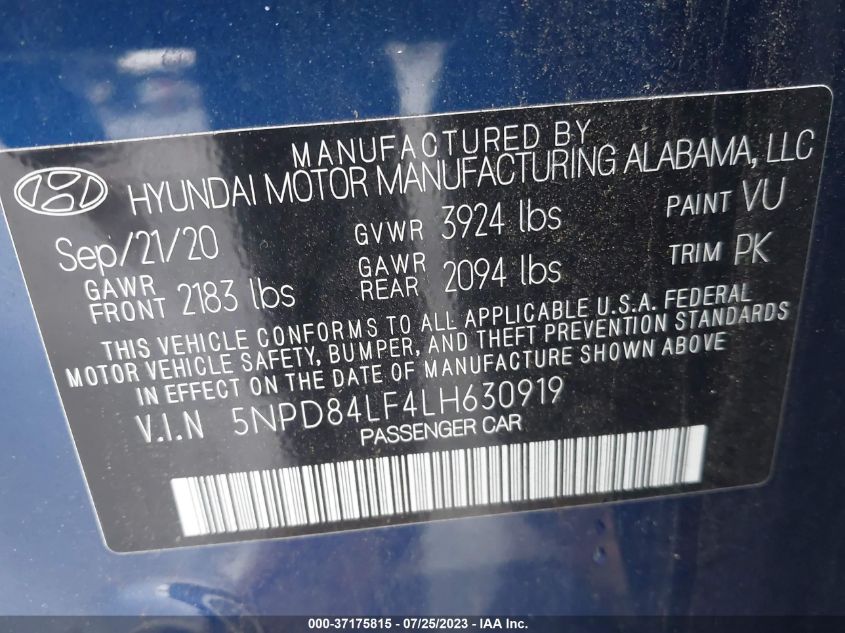 MANUFACTURED BY
HYUNDAI MOTOR MANUFACTURING ALABAMA, LLC
Sep/21/20 GVWR 3924 lbs PAINT VU
GAWR FRONT 2183 lbs GAWR REAR 2094 lbs TRIM PK
THIS VEHICLE CONFORMS TO ALL APPLICABLE U.S.A. FEDERAL
MOTOR VEHICLE SAFETY, BUMPER, AND THEFT PREVENTION STANDARDS
IN EFFECT ON THE DATE OF MANUFACTURE SHOWN ABOVE
V.I.N 5NPD84LF4LH630919
PASSENGER CAR
000-37175815 / 07/25/2023 - IAA Inc.